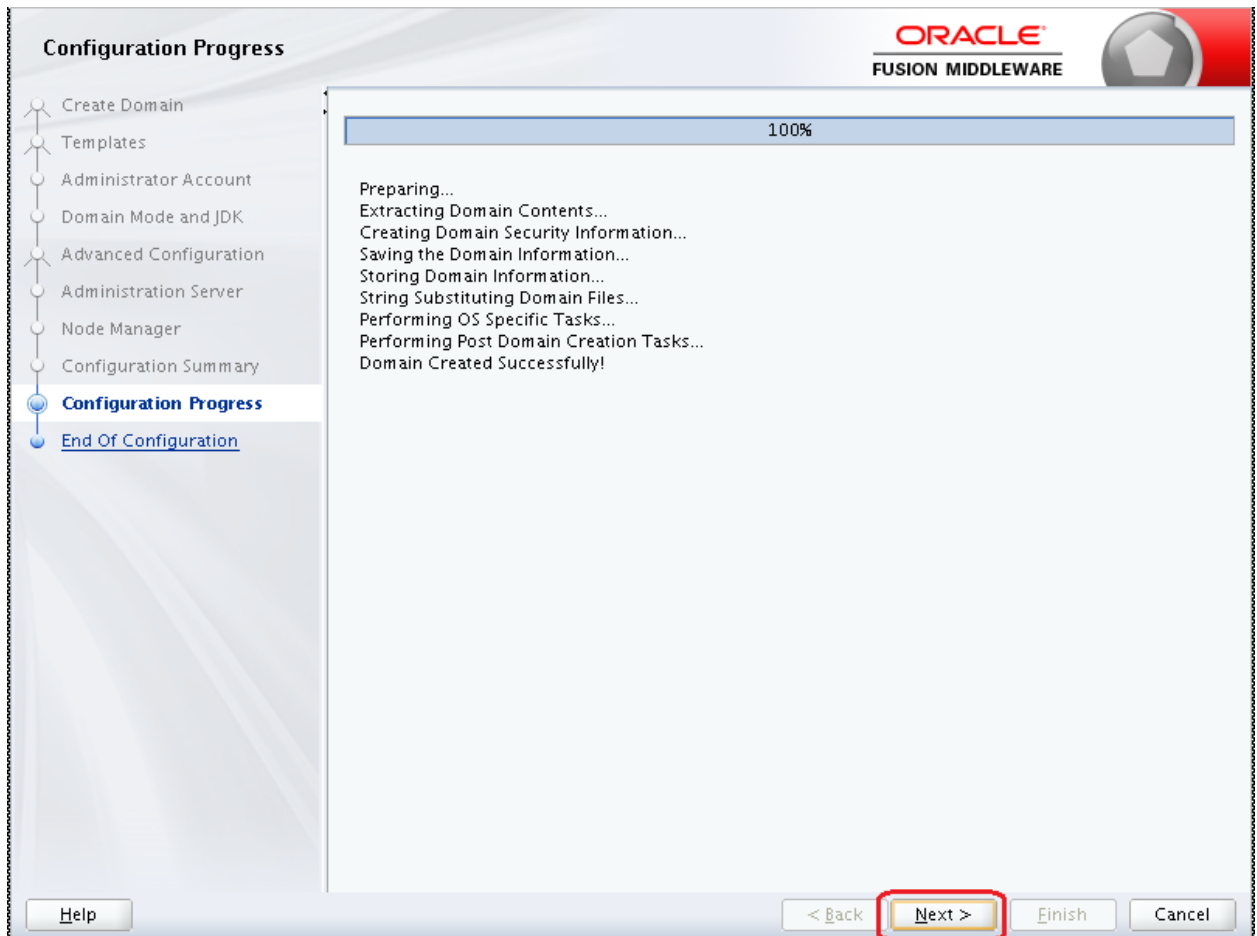 Configuration Progress
ORACLE
FUSION MIDDLEWARE
Create Domain
Templates
Administrator Account
Domain Mode and JDK
Advanced Configuration
Administration Server
Node Manager
Configuration Summary
Configuration Progress
End Of Configuration
100%
Preparing...
Extracting Domain Contents...
Creating Domain Security Information...
Saving the Domain Information...
Storing Domain Information...
String Substituting Domain Files...
Performing OS Specific Tasks...
Performing Post Domain Creation Tasks...
Domain Created Successfully!
Help
< Back
Next >
Finish
Cancel